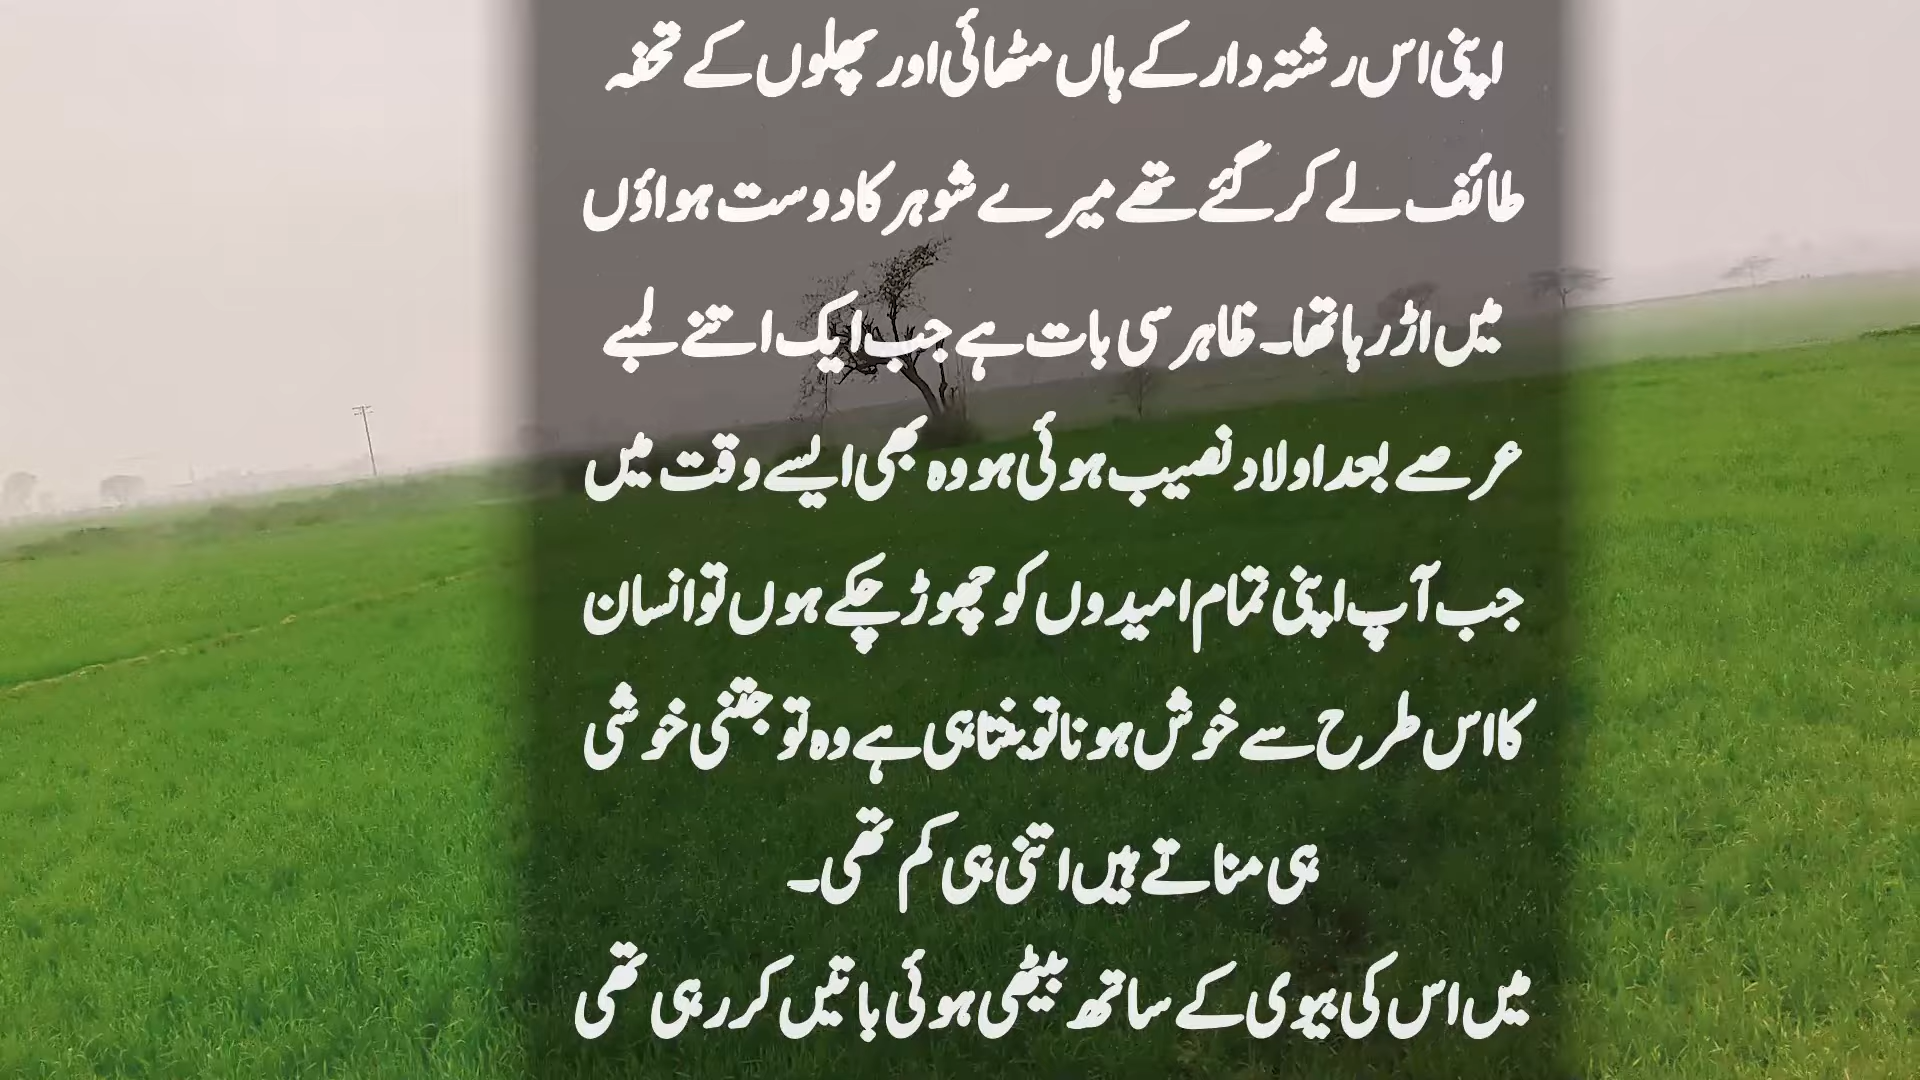 اپنی اس رشتہ دار کے ہاں مٹھائی اور پھلوں کے تحفہ
طائف لے کر گئے تھے میرے شوہر کا دوست ہواؤں
میں اڑ رہا تھا۔ ظاہر سی بات ہے جب ایک اتنے لمبے
عرصے بعد اولاد نصیب ہوئی ہو وہ بھی ایسے وقت میں
جب آپ اپنی تمام امیدوں کو چھوڑ چکے ہوں تو انسان
کا اس طرح سے خوش ہونا تو بنتا ہی ہے وہ تو جتنی خوشی
ہی مناتے ہیں اتنی ہی کم تھی۔
میں اس کی بیوی کے ساتھ بیٹھی ہوئی باتیں کر رہی تھی